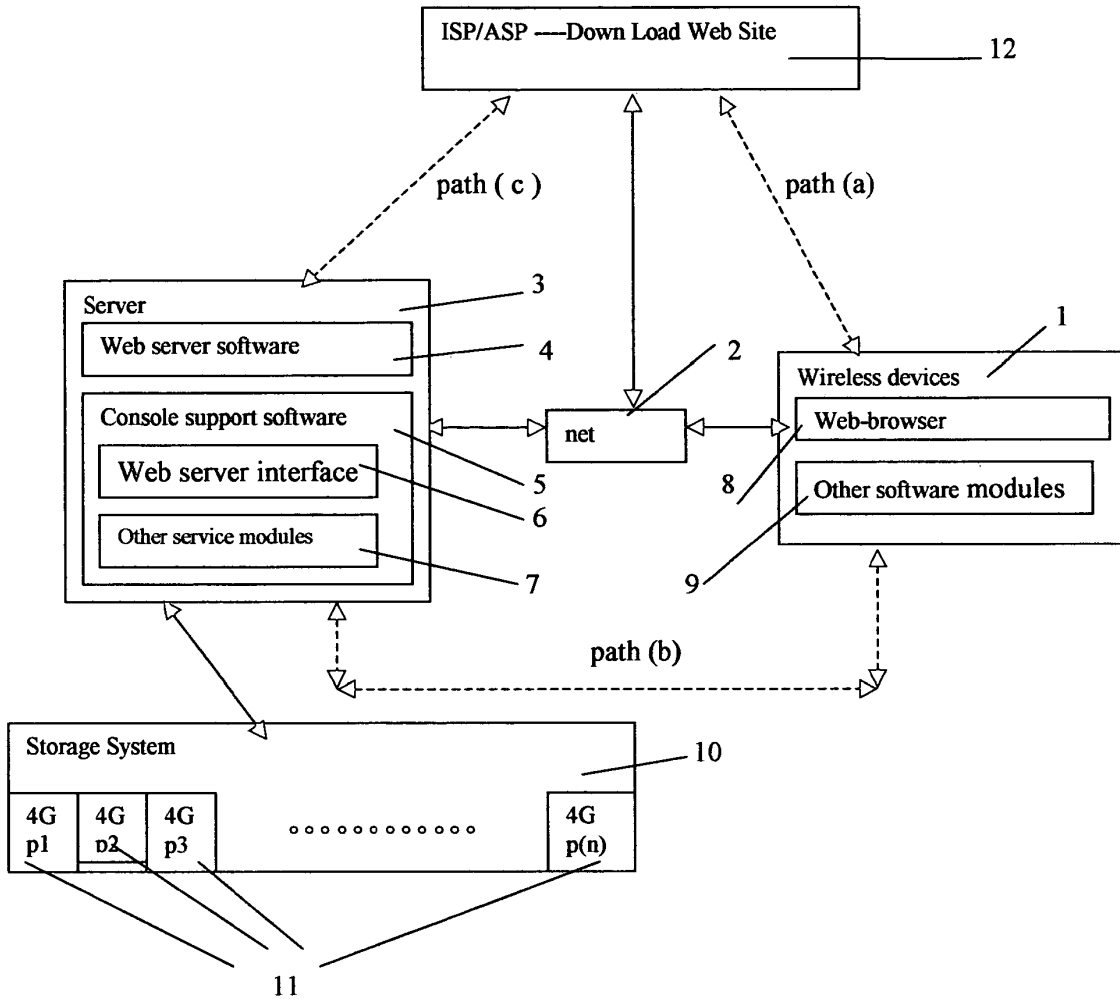 ISP/ASP ----Down Load Web Site
12
path ( c )
path (a)
Server
3
Web server software
4
Console support software
5
Web server interface
6
Other service modules
7
2
net
1
Wireless devices
Web-browser
8
Other software modules
9
path (b)
Storage System
10
4G
p1
4G
p2
4G
p3
4G
p(n)
11